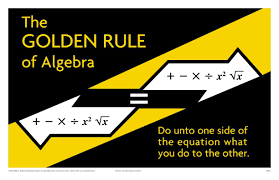 The
GOLDEN RULE
of Algebra
+ − × ÷ x² √x
=
+ − × ÷ x² √x
Do unto one side of
the equation what
you do to the other.